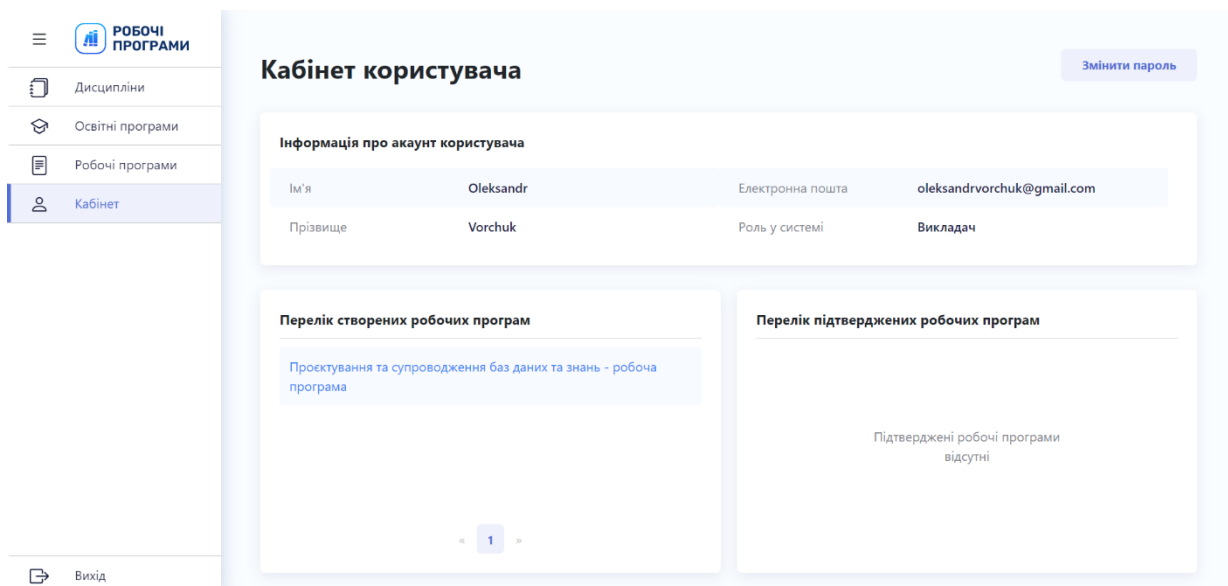 РОБОЧІ
ПРОГРАМИ
Дисципліни
Освітні програми
Робочі програми
Кабінет
Вихід
Кабінет користувача
Змінити пароль
Інформація про акаунт користувача
Ім'я Oleksandr Електронна пошта oleksandrvorchuk@gmail.com
Прізвище Vorchuk Роль у системі Викладач
Перелік створених робочих програм
Проєктування та супроводження баз даних та знань - робоча
програма
« 1 »
Перелік підтверджених робочих програм
Підтверджені робочі програми
відсутні